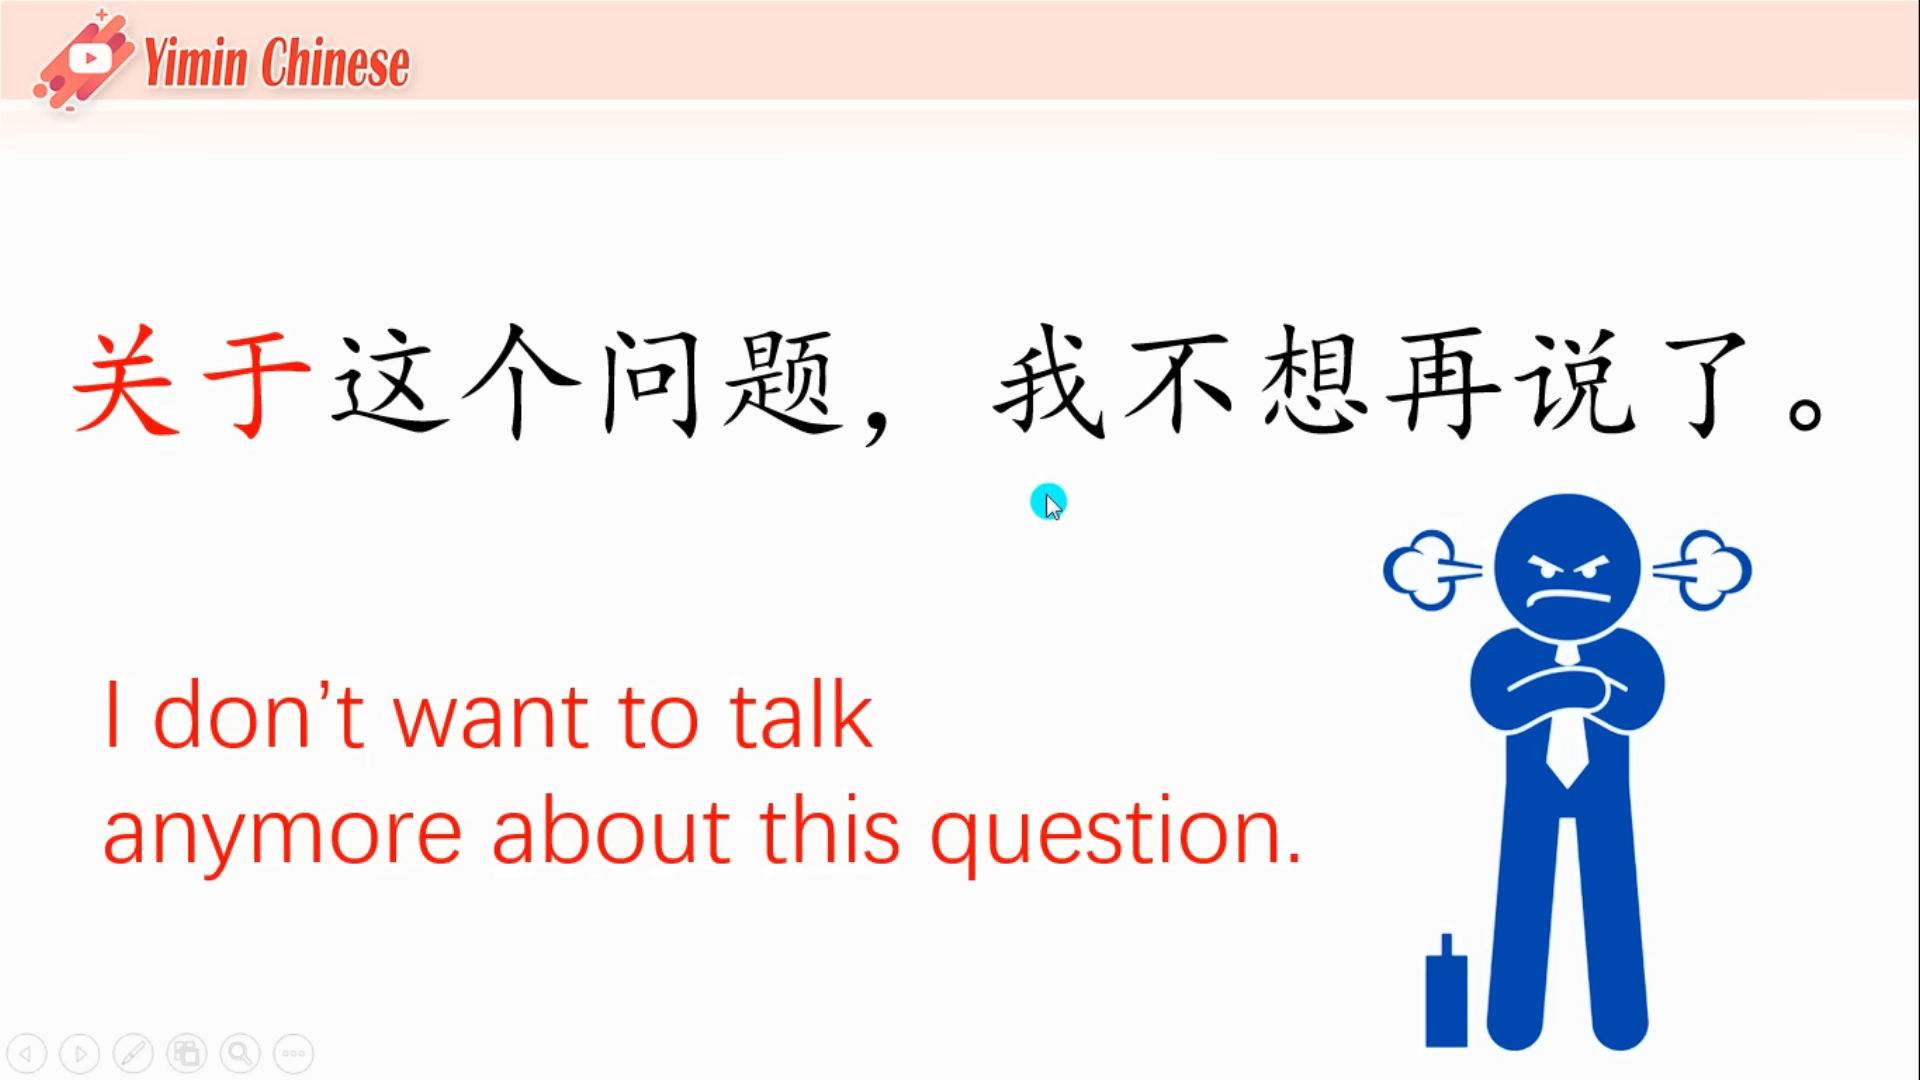 Yimin Chinese
关于这个问题，我不想再说了。
I don’t want to talk
anymore about this question.